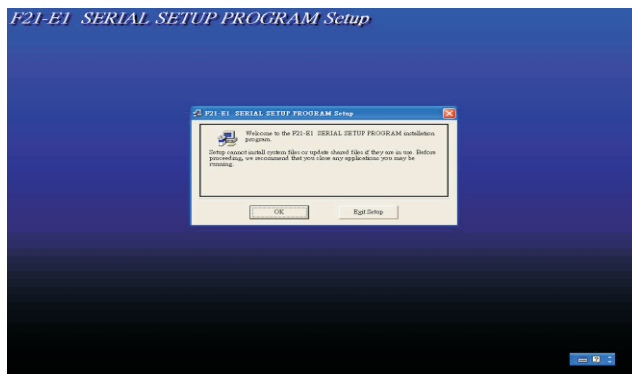 F21-E1 SERIAL SETUP PROGRAM Setup
F21-E1 SERIAL SETUP PROGRAM Setup
Welcome to the F21-E1 SERIAL SETUP PROGRAM installation
program.
Setup cannot install system files or update shared files if they are in use. Before
proceeding, we recommend that you close any applications you may be
running.
OK
Exit Setup